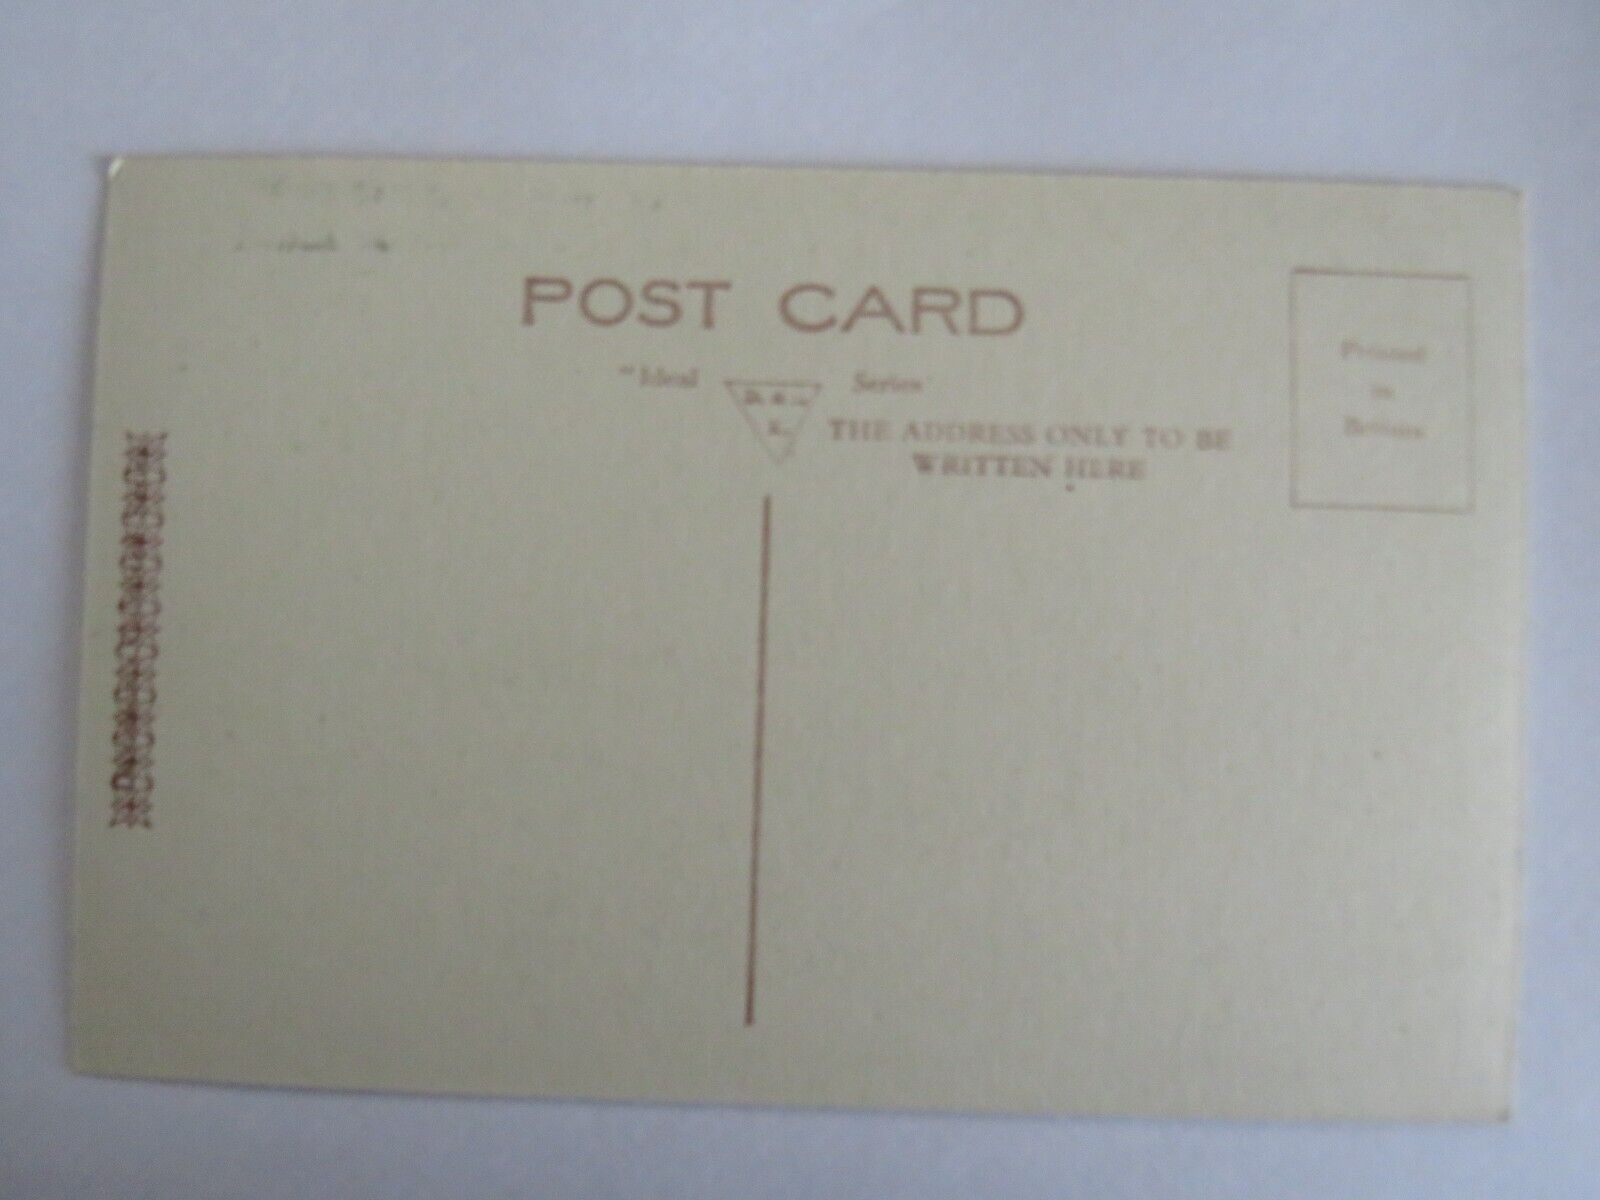 POST CARD
"Ideal Series"
D. & D.
K.
THE ADDRESS ONLY TO BE
WRITTEN HERE
Printed
in
Britain